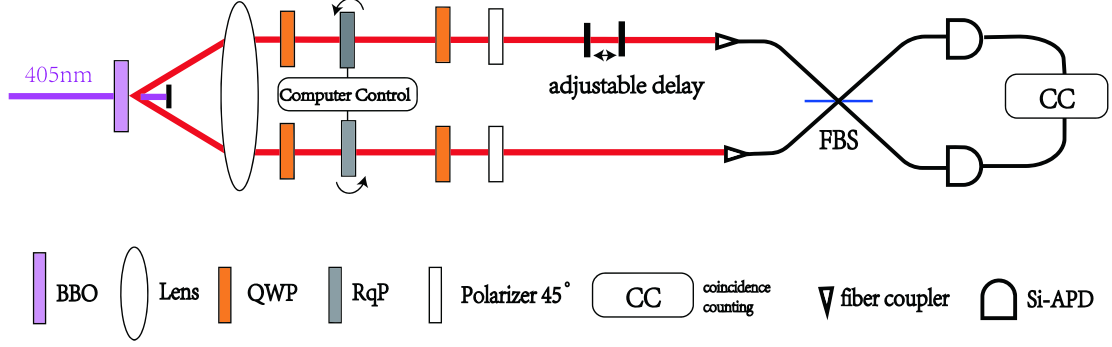 405nm
Computer Control
adjustable delay
FBS
CC
BBO
Lens
QWP
RqP
Polarizer 45°
CC
coincidence
counting
fiber coupler
Si-APD